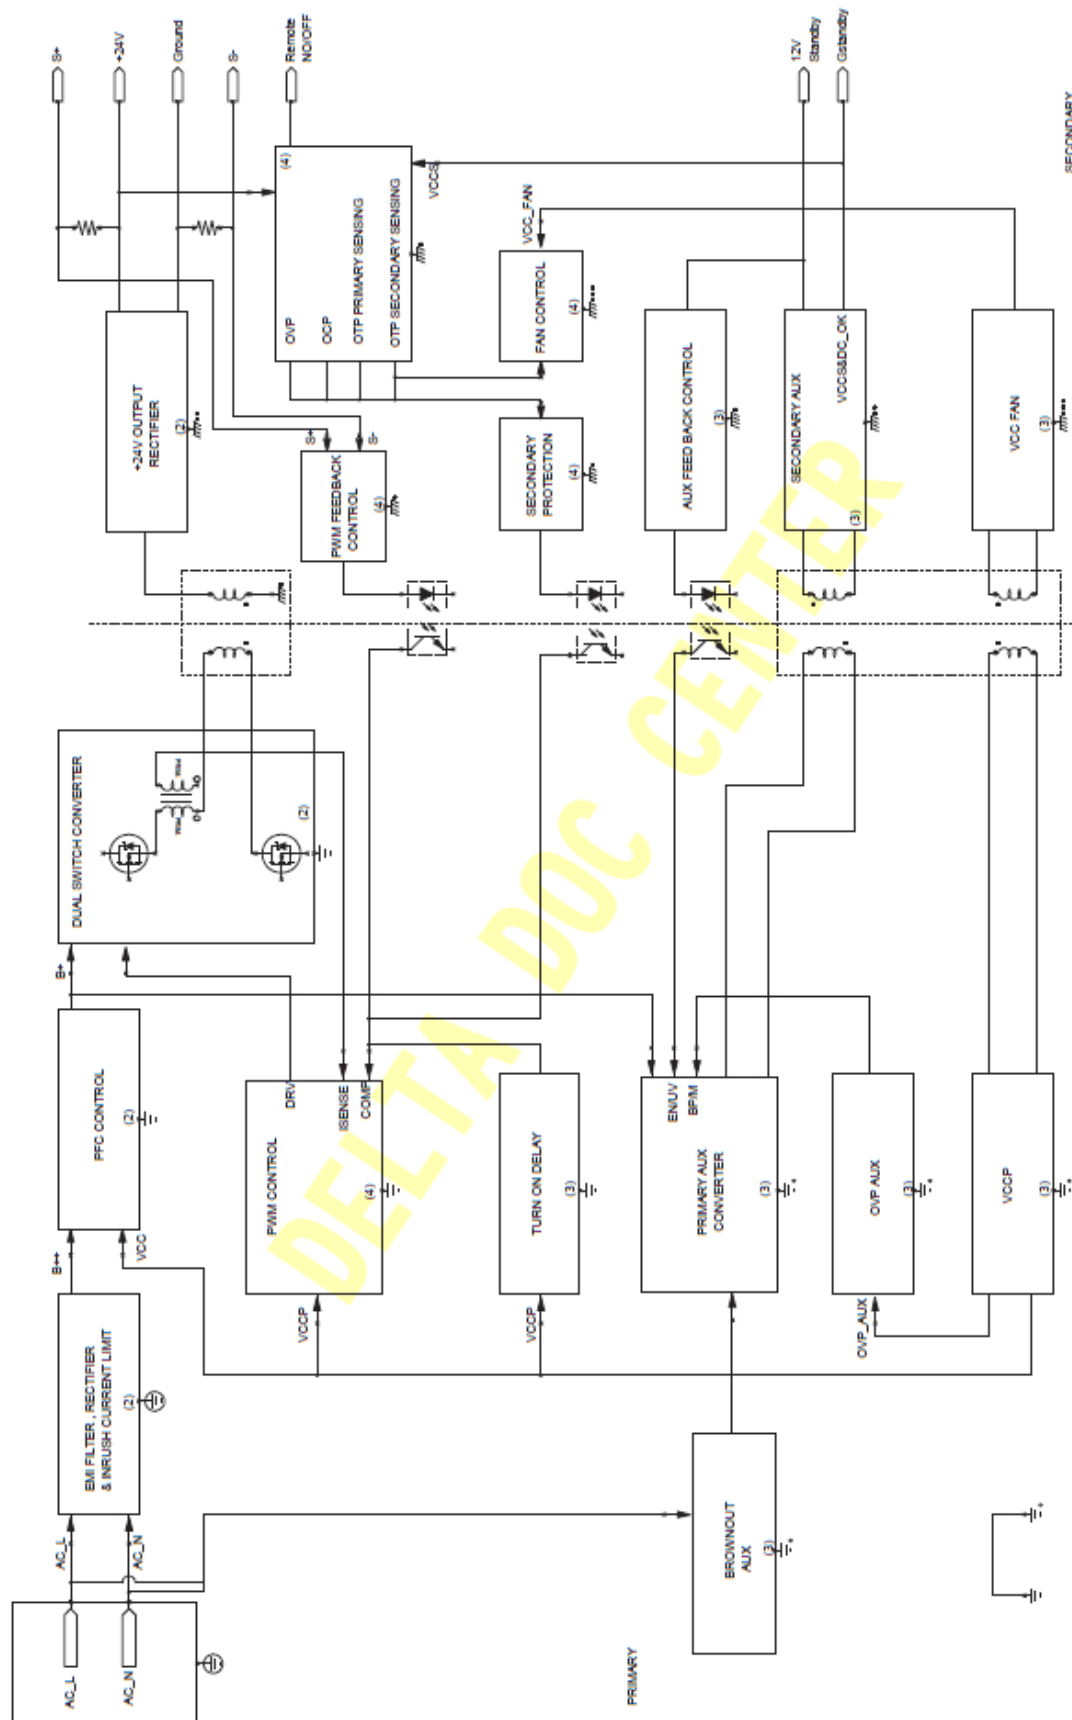 AC_L
AC_N
AC_L
AC_N
EMI FILTER , RECTIFIER
& INRUSH CURRENT LIMIT
(2)
B++
VCC
PFC CONTROL
(2)
B+
DUAL SWITCH CONVERTER
(2)
+24V OUTPUT
RECTIFIER
(2)
S+
+24V
Ground
S-
Remote
NO/OFF
VCCP
PWM CONTROL
(4)
DRV
ISENSE
COMP
S+
S-
PWM FEEDBACK
CONTROL
(4)
OVP
OCP
OTP PRIMARY SENSING
OTP SECONDARY SENSING
(4)
VCCS
VCCP
TURN ON DELAY
(3)
SECONDARY
PROTECTION
(4)
FAN CONTROL
(4)
VCC_FAN
BROWNOUT
AUX
(3)
PRIMARY AUX
CONVERTER
(3)
EN/UV
BP/M
AUX FEED BACK CONTROL
(3)
OVP_AUX
OVP AUX
(3)
SECONDARY AUX
VCCS&DC_OK
(3)
12V
Standby
Gstandby
VCCP
(3)
VCC FAN
(3)
PRIMARY
SECONDARY
DELTA DOC CENTER